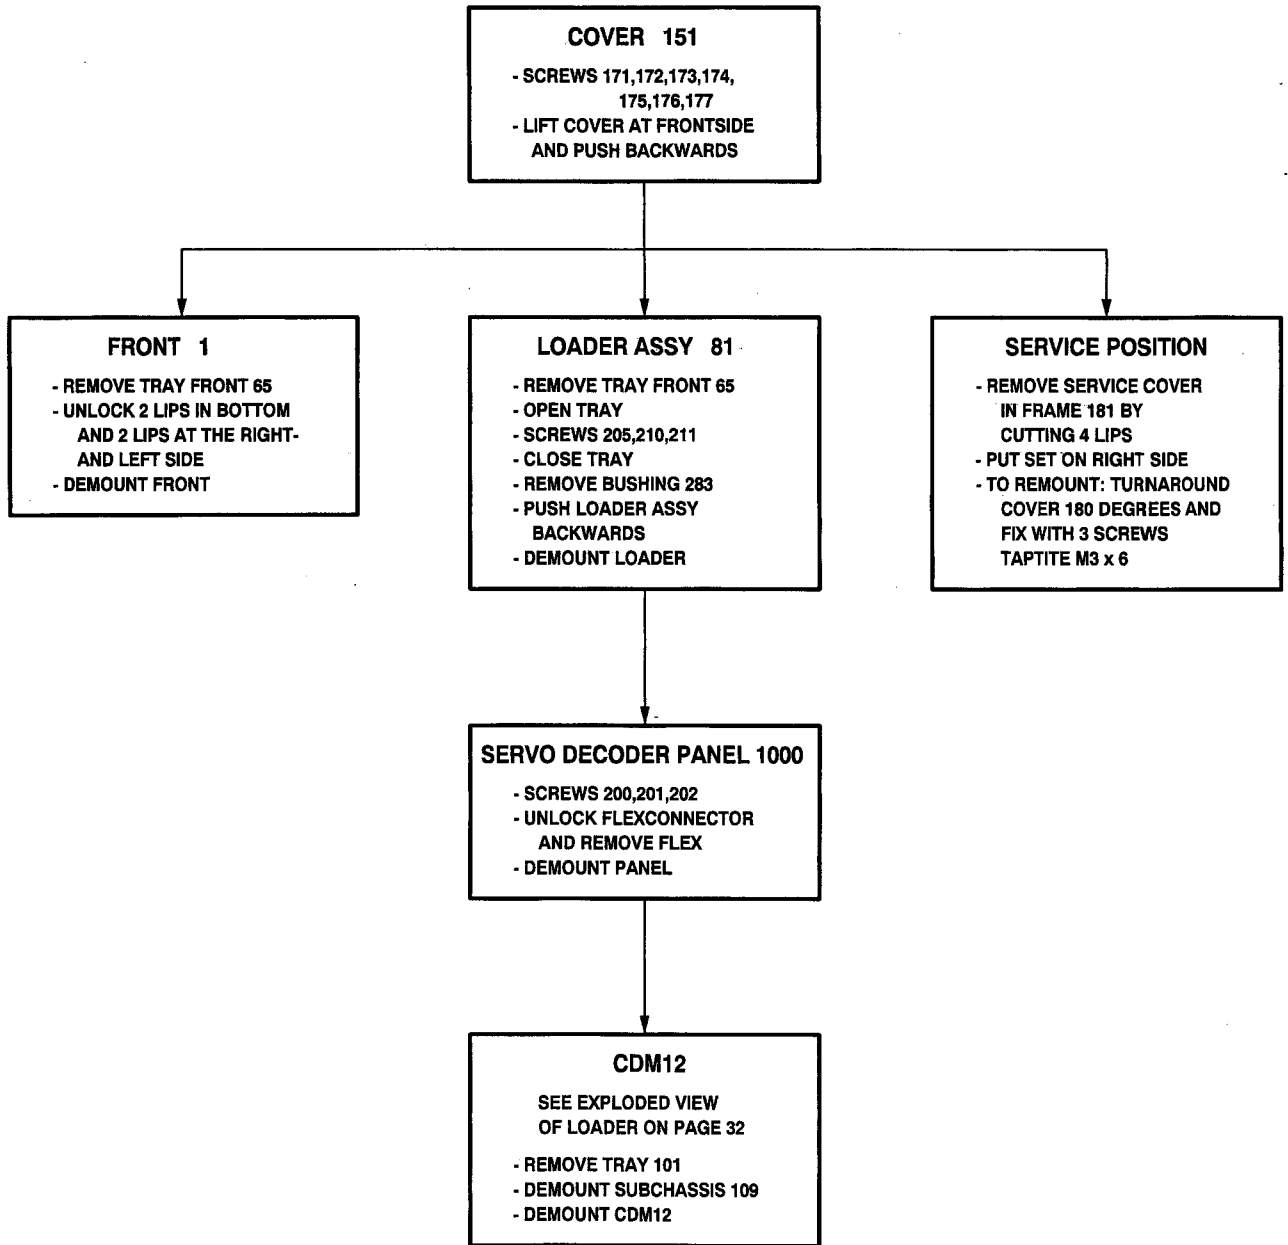 COVER 151
- SCREWS 171,172,173,174,
175,176,177
- LIFT COVER AT FRONTSIDE
AND PUSH BACKWARDS
FRONT 1
- REMOVE TRAY FRONT 65
- UNLOCK 2 LIPS IN BOTTOM
AND 2 LIPS AT THE RIGHT-
AND LEFT SIDE
- DEMOUNT FRONT
LOADER ASSY 81
- REMOVE TRAY FRONT 65
- OPEN TRAY
- SCREWS 205,210,211
- CLOSE TRAY
- REMOVE BUSHING 283
- PUSH LOADER ASSY
BACKWARDS
- DEMOUNT LOADER
SERVICE POSITION
- REMOVE SERVICE COVER
IN FRAME 181 BY
CUTTING 4 LIPS
- PUT SET ON RIGHT SIDE
- TO REMOUNT: TURNAROUND
COVER 180 DEGREES AND
FIX WITH 3 SCREWS
TAPTITE M3 x 6
SERVO DECODER PANEL 1000
- SCREWS 200,201,202
- UNLOCK FLEXCONNECTOR
AND REMOVE FLEX
- DEMOUNT PANEL
CDM12
SEE EXPLODED VIEW
OF LOADER ON PAGE 32
- REMOVE TRAY 101
- DEMOUNT SUBCHASSIS 109
- DEMOUNT CDM12